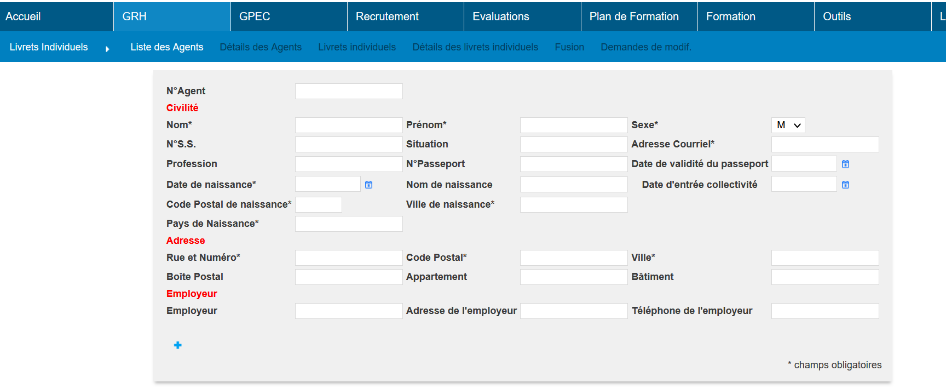 Accueil GRH GPEC Recrutement Evaluations Plan de Formation Formation Outils L
Livrets Individuels Liste des Agents Détails des Agents Livrets individuels Détails des livrets individuels Fusion Demandes de modif.
N°Agent
Civilité
Nom* Prénom* Sexe* M
N°S.S. Situation Adresse Courriel*
Profession N°Passeport Date de validité du passeport
Date de naissance* Nom de naissance Date d'entrée collectivité
Code Postal de naissance* Ville de naissance*
Pays de Naissance*
Adresse
Rue et Numéro* Code Postal* Ville*
Boîte Postal Appartement Bâtiment
Employeur
Employeur Adresse de l'employeur Téléphone de l'employeur
* champs obligatoires